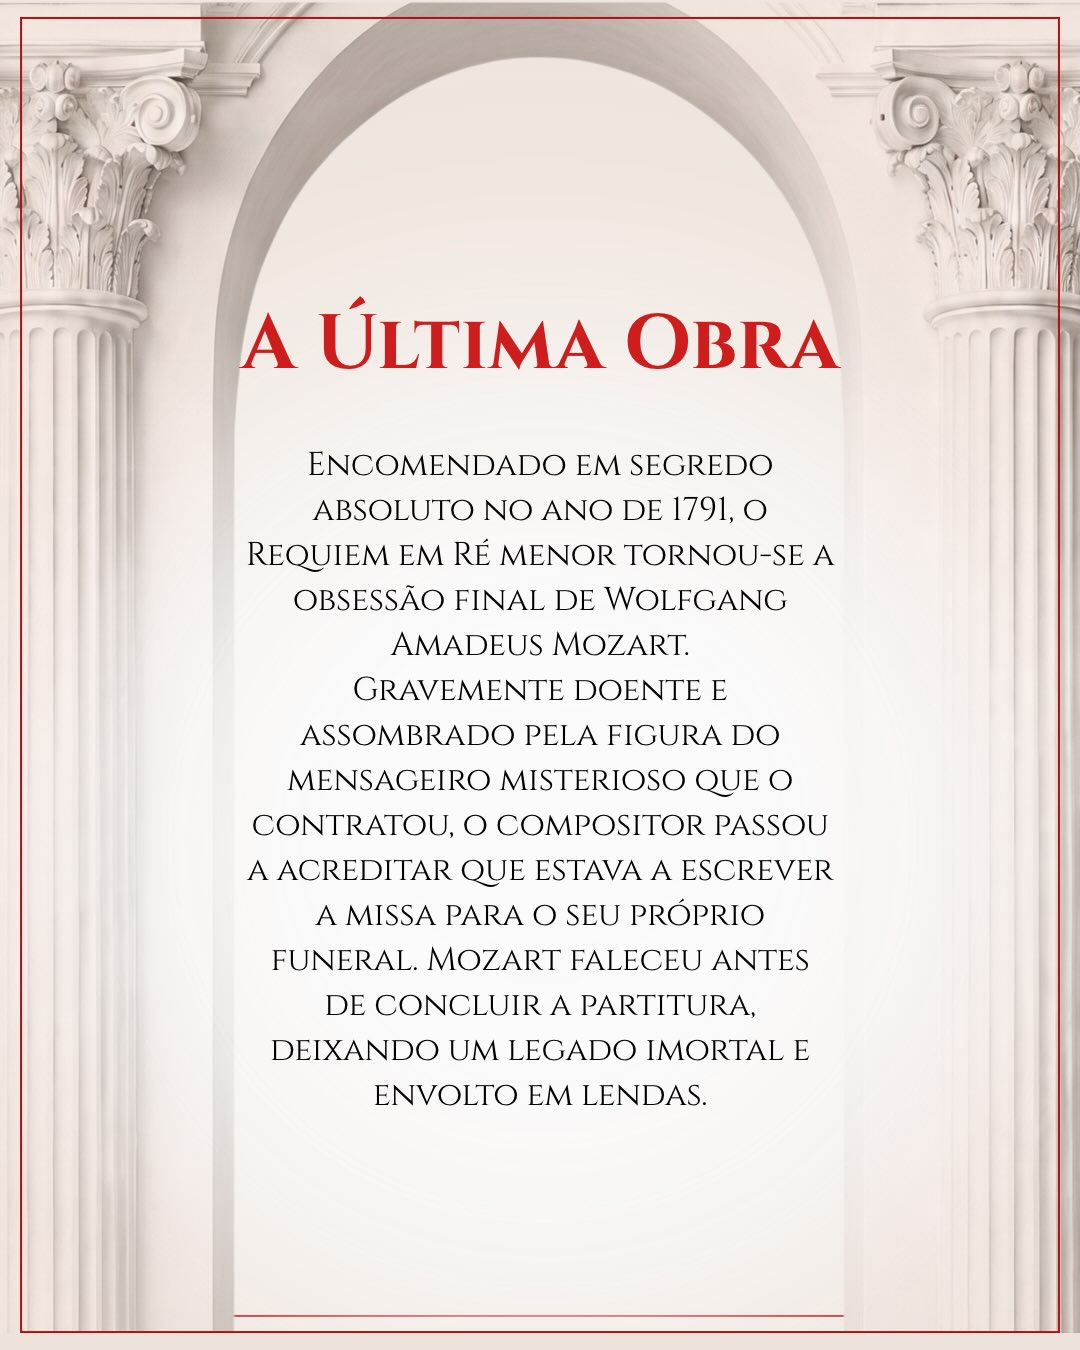 A Última Obra
Encomendado em segredo
absoluto no ano de 1791, o
Requiem em Ré menor tornou-se a
obsessão final de Wolfgang
Amadeus Mozart.
Gravemente doente e
assombrado pela figura do
mensageiro misterioso que o
contratou, o compositor passou
a acreditar que estava a escrever
a missa para o seu próprio
funeral. Mozart faleceu antes
de concluir a partitura,
deixando um legado imortal e
envolto em lendas.